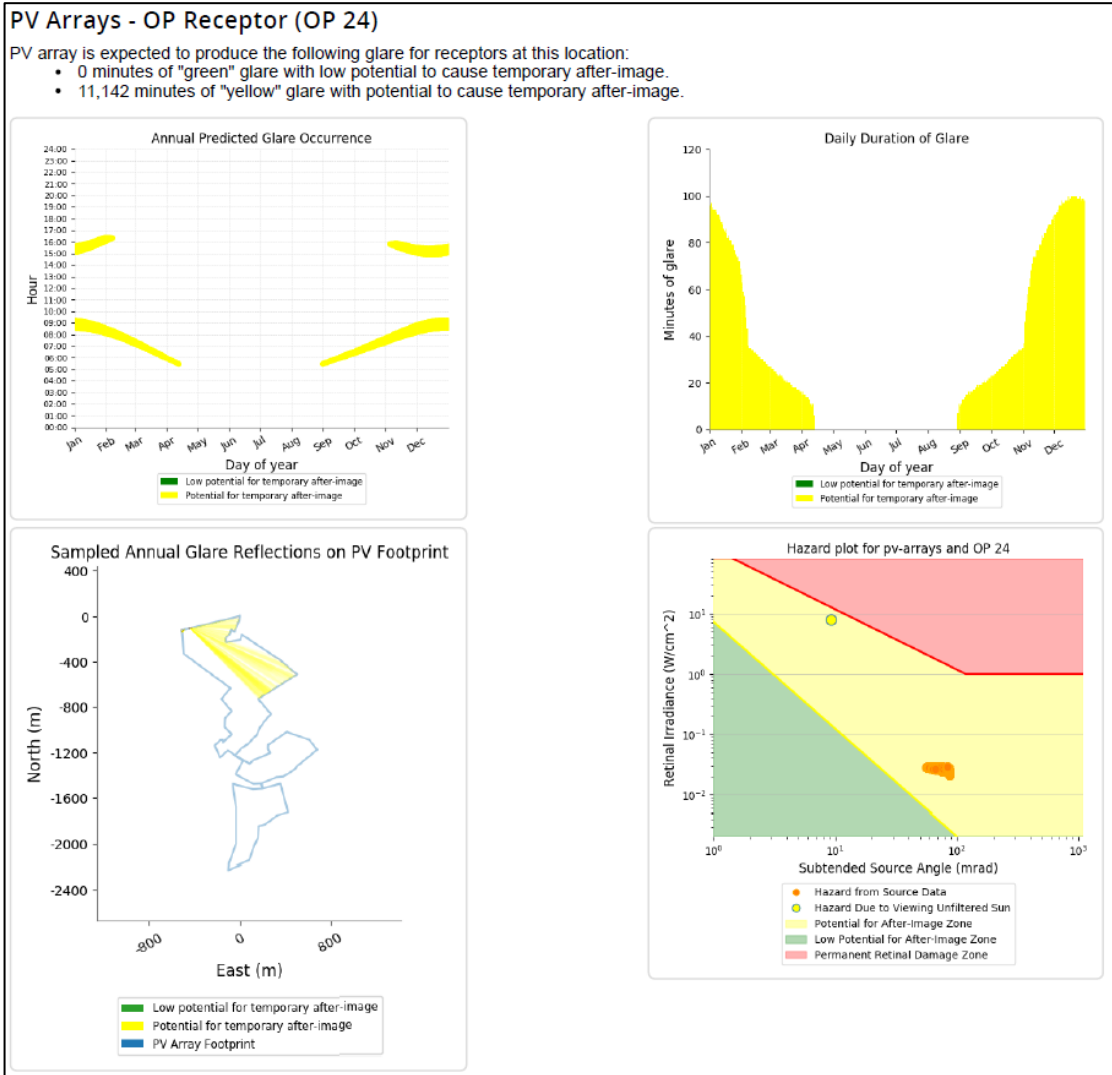 PV Arrays - OP Receptor (OP 24)
PV array is expected to produce the following glare for receptors at this location:
• 0 minutes of "green" glare with low potential to cause temporary after-image.
• 11,142 minutes of "yellow" glare with potential to cause temporary after-image.
Annual Predicted Glare Occurrence
24:00
23:00
22:00
21:00
20:00
19:00
18:00
17:00
16:00
15:00
14:00
13:00
12:00
11:00
10:00
09:00
08:00
07:00
06:00
05:00
04:00
03:00
02:00
01:00
00:00
Hour
Jan Feb Mar Apr May Jun Jul Aug Sep Oct Nov Dec
Day of year
Low potential for temporary after-image
Potential for temporary after-image
Daily Duration of Glare
120
100
80
60
40
20
0
Minutes of glare
Jan Feb Mar Apr May Jun Jul Aug Sep Oct Nov Dec
Day of year
Low potential for temporary after-image
Potential for temporary after-image
Sampled Annual Glare Reflections on PV Footprint
400
0
-400
-800
-1200
-1600
-2000
-2400
North (m)
-800 0 800
East (m)
Low potential for temporary after-image
Potential for temporary after-image
PV Array Footprint
Hazard plot for pv-arrays and OP 24
10^1
10^0
10^-1
10^-2
Retinal Irradiance (W/cm^2)
10^0 10^1 10^2 10^3
Subtended Source Angle (mrad)
Hazard from Source Data
Hazard Due to Viewing Unfiltered Sun
Potential for After-Image Zone
Low Potential for After-Image Zone
Permanent Retinal Damage Zone